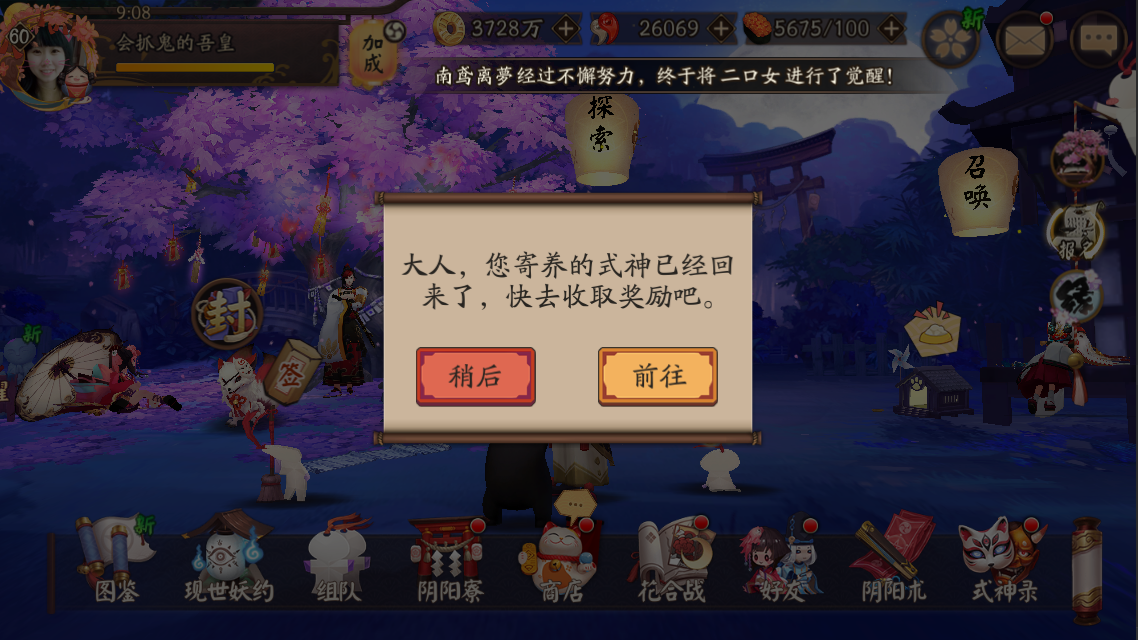 9:08
60
会抓鬼的吾皇
加成
3728万
26069
5675/100
新
南鸢离夢经过不懈努力，终于将二口女进行了觉醒！
探索
召唤
封
签
新
大人，您寄养的式神已经回
来了，快去收取奖励吧。
稍后
前往
新
图鉴
现世妖约
组队
阴阳寮
商店
花合战
好友
阴阳术
式神录